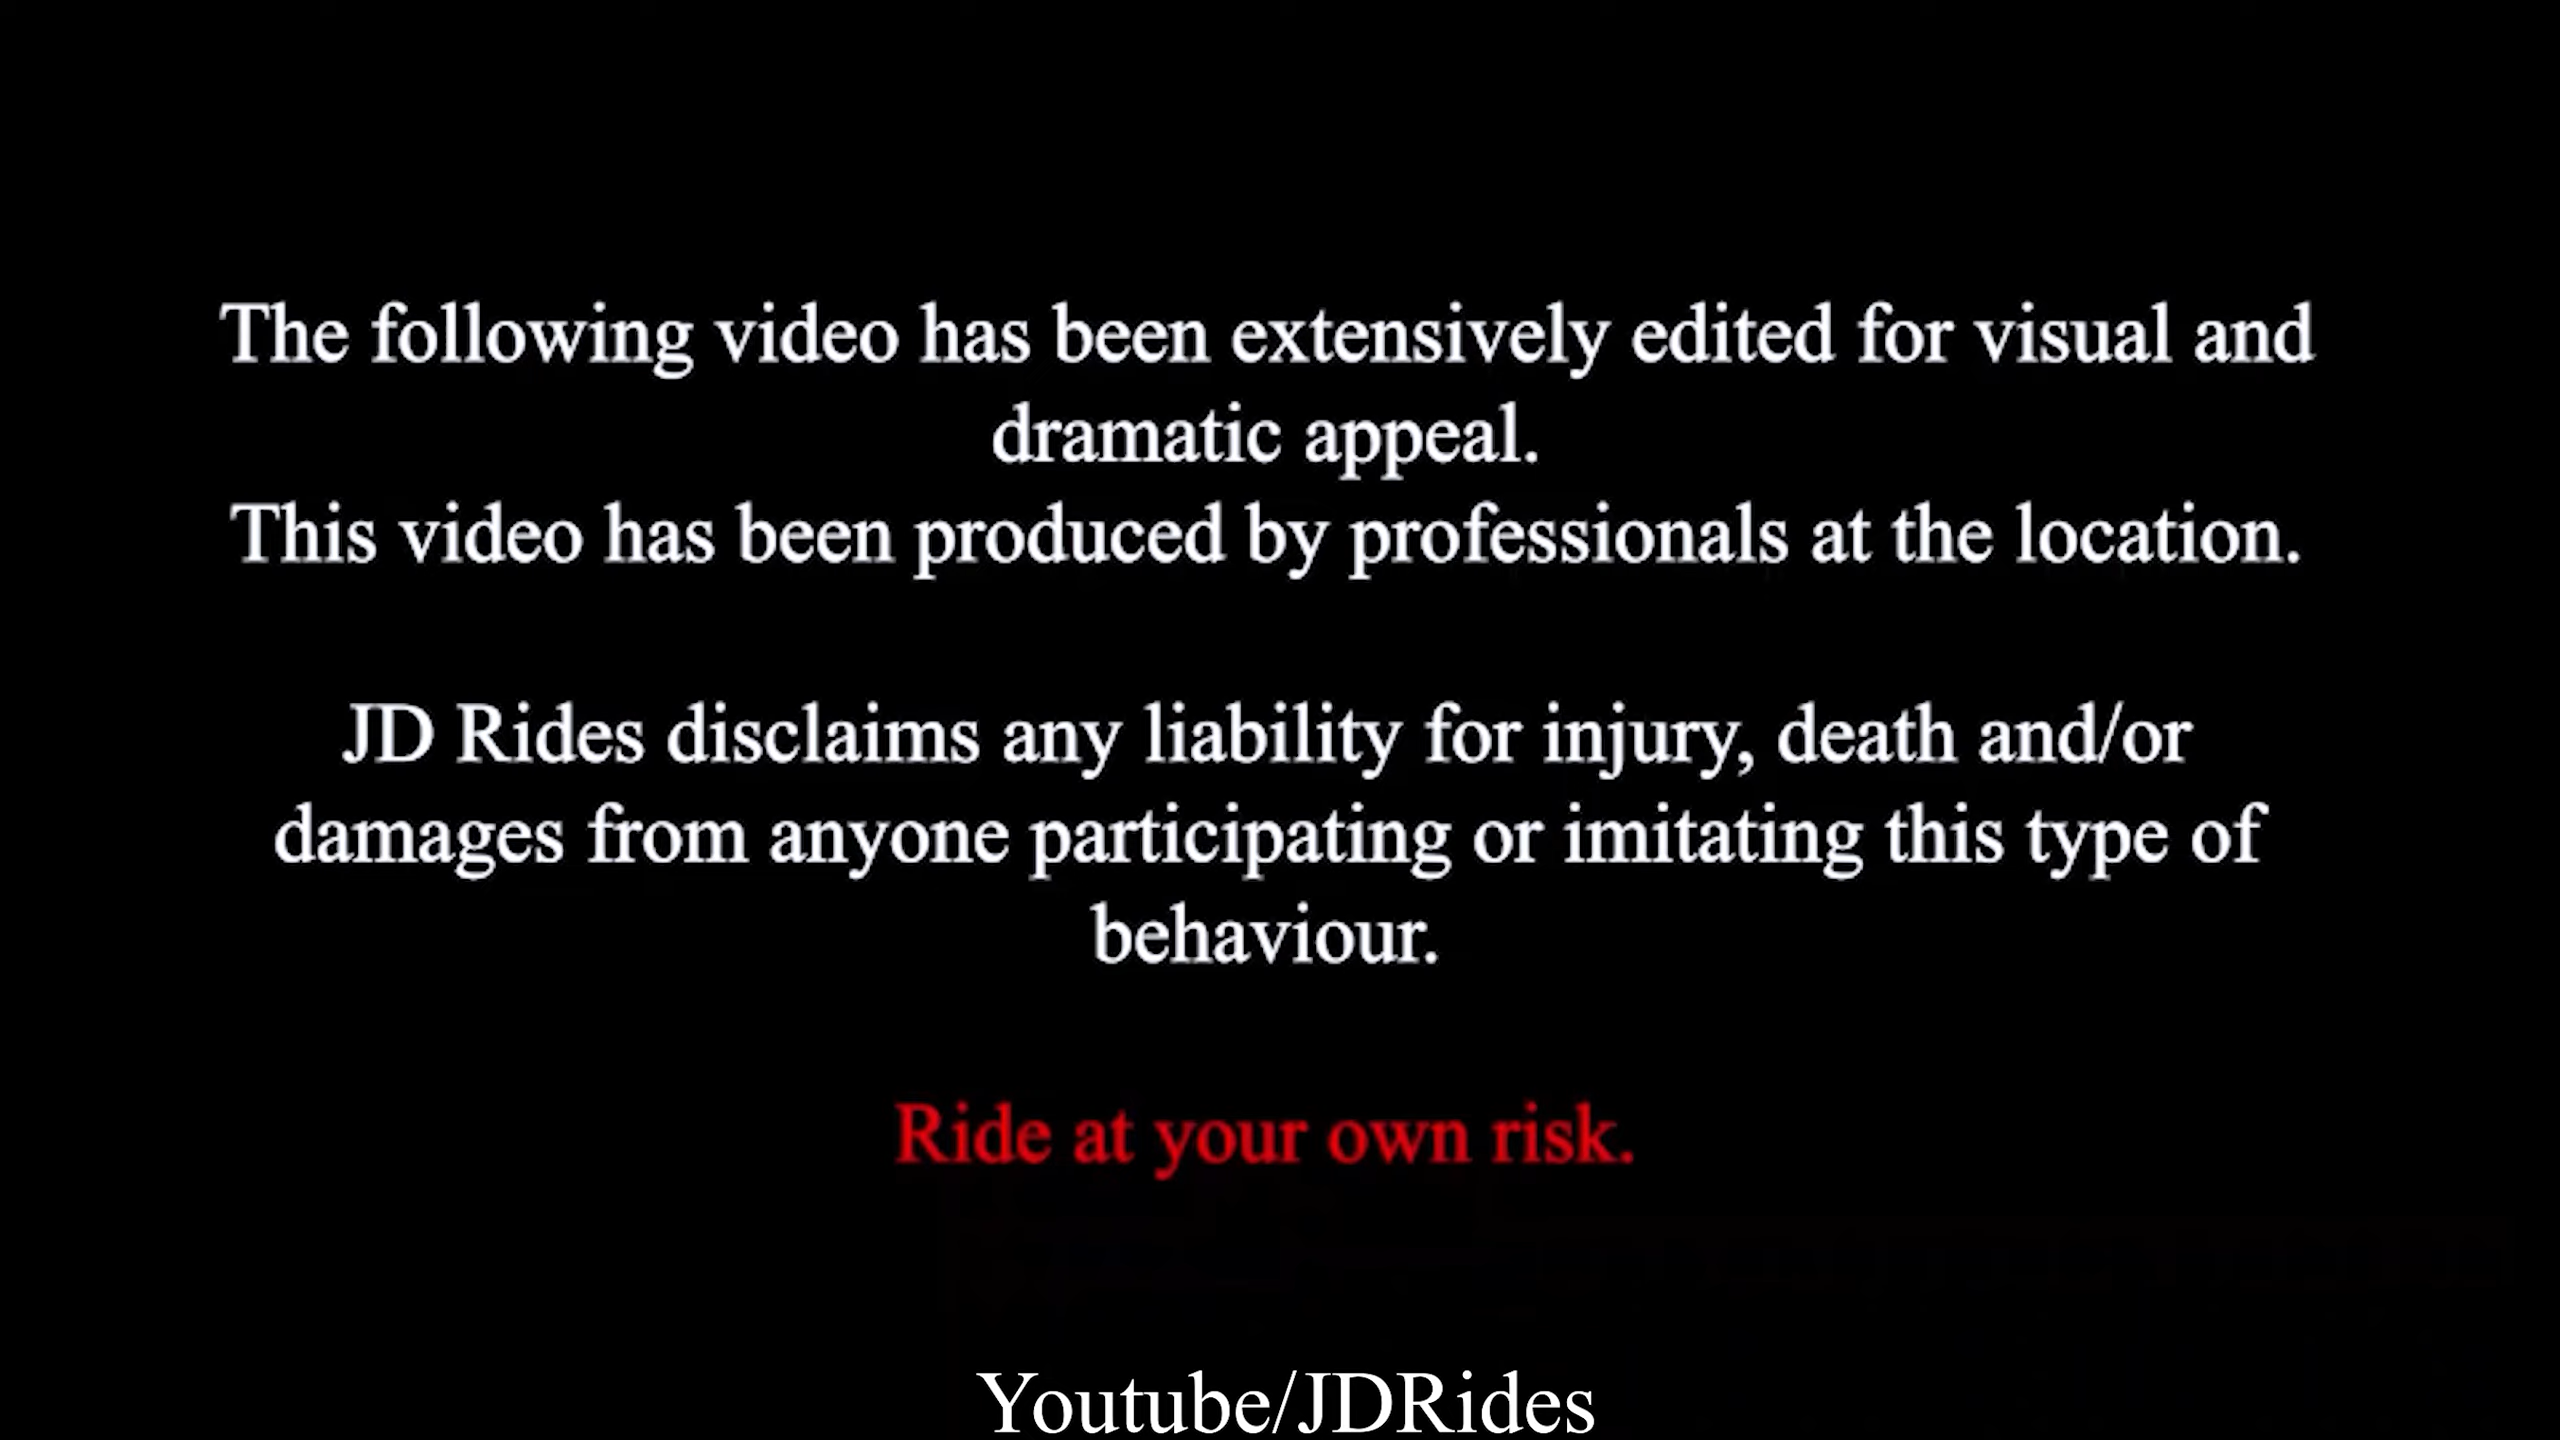 The following video has been extensively edited for visual and
dramatic appeal.
This video has been produced by professionals at the location.
JD Rides disclaims any liability for injury, death and/or
damages from anyone participating or imitating this type of
behaviour.
Ride at your own risk.
Youtube/JDRides